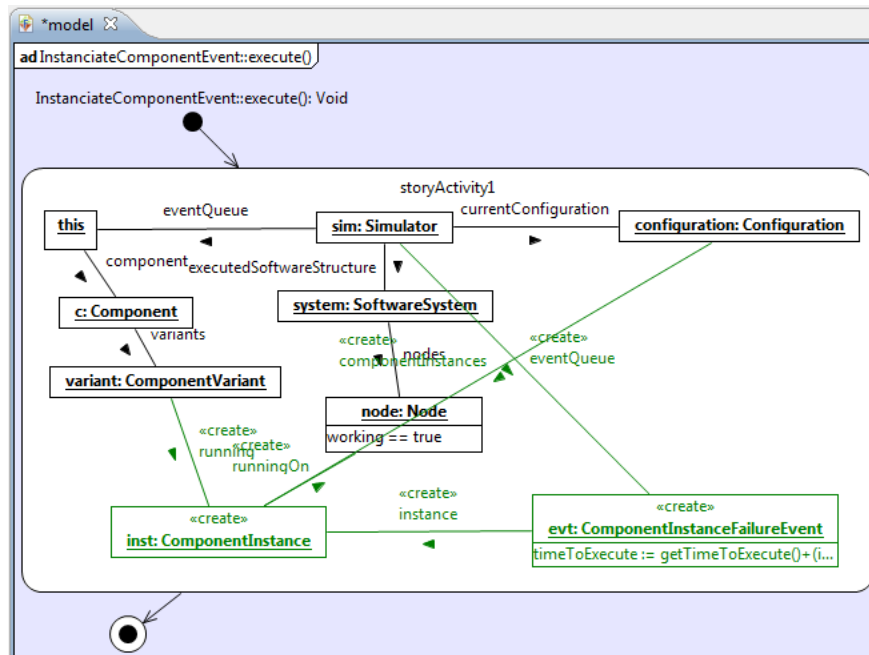 *model
ad InstanciateComponentEvent::execute()
InstanciateComponentEvent::execute(): Void
storyActivity1
eventQueue
currentConfiguration
this
sim: Simulator
configuration: Configuration
component
executedSoftwareStructure
c: Component
system: SoftwareSystem
variants
«create»
componentInstances
nodes
«create»
eventQueue
variant: ComponentVariant
node: Node
working == true
«create»
running
«create»
runningOn
«create»
instance
«create»
inst: ComponentInstance
«create»
evt: ComponentInstanceFailureEvent
timeToExecute := getTimeToExecute()+(i...